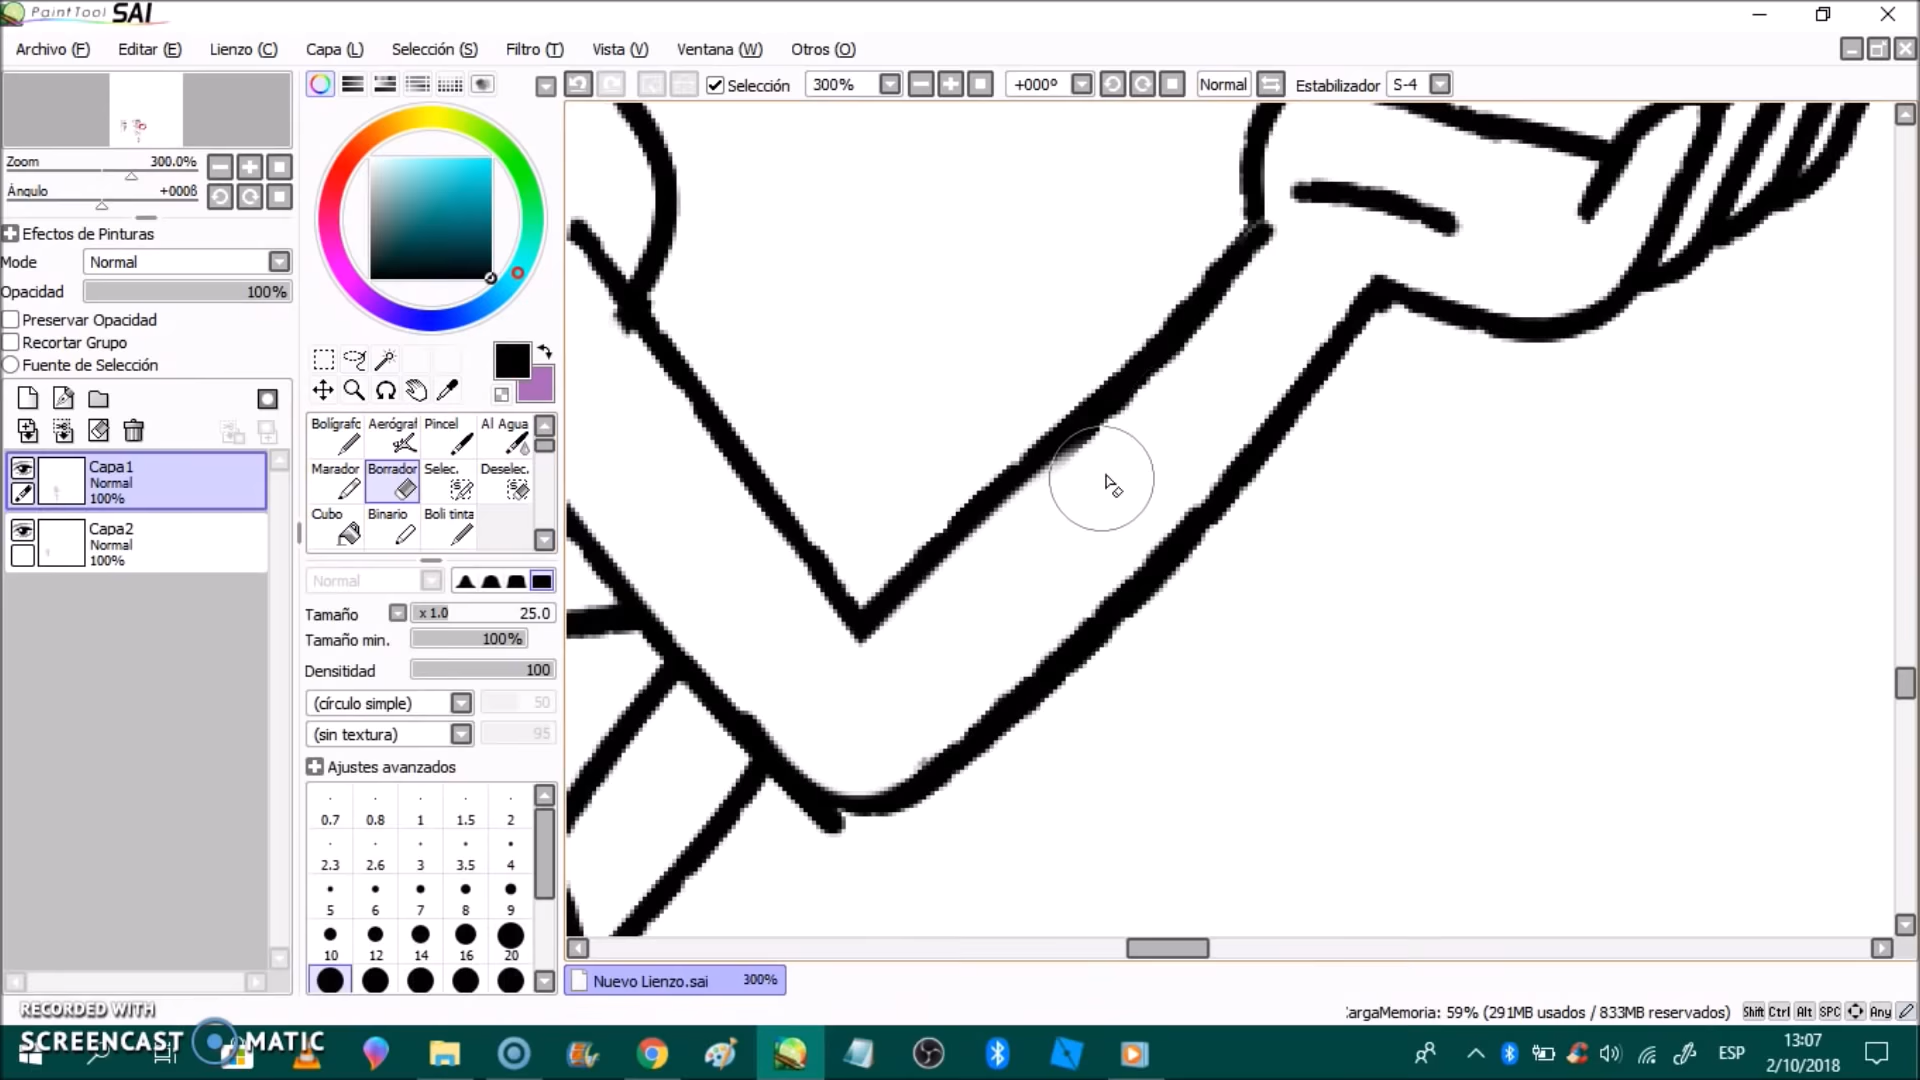 PaintTool SAI
Archivo (F) Editar (E) Lienzo (C) Capa (L) Selección (S) Filtro (T) Vista (V) Ventana (W) Otros (O)
Selección 300% +000º Normal Estabilizador S-4
Zoom 300.0%
Ángulo +000ß
Efectos de Pinturas
Mode Normal
Opacidad 100%
Preservar Opacidad
Recortar Grupo
Fuente de Selección
Capa1
Normal
100%
Capa2
Normal
100%
Bolígrafc Aerógraf Pincel Al Agua
Marador Borrador Selec. Deselec.
Cubo Binario Boli tinta
Normal
Tamaño x 1.0 25.0
Tamaño min. 100%
Densitidad 100
(círculo simple) 50
(sin textura) 95
Ajustes avanzados
0.7 0.8 1 1.5 2
2.3 2.6 3 3.5 4
5 6 7 8 9
10 12 14 16 20
Nuevo Lienzo.sai 300%
CargaMemoria: 59% (291MB usados / 833MB reservados) Shift Ctrl Alt SPC Any
RECORDED WITH
SCREENCAST MATIC
ESP
13:07
2/10/2018